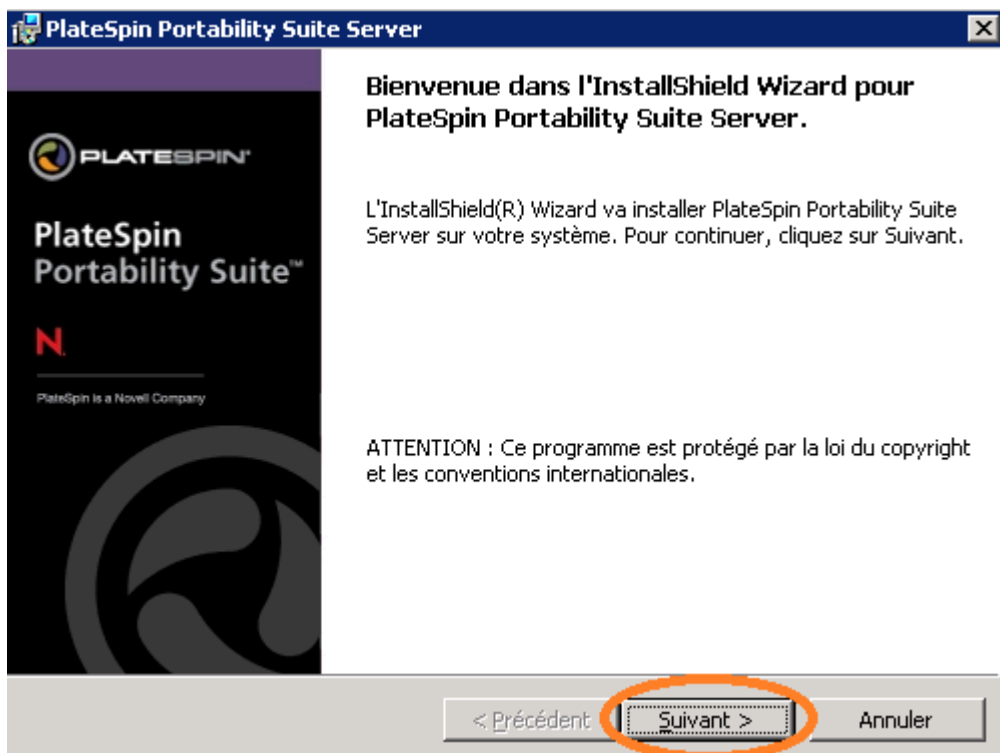 PlateSpin Portability Suite Server
PLATESPIN
PlateSpin
Portability Suite™
N.
PlateSpin is a Novell Company
Bienvenue dans l'InstallShield Wizard pour
PlateSpin Portability Suite Server.
L'InstallShield(R) Wizard va installer PlateSpin Portability Suite
Server sur votre système. Pour continuer, cliquez sur Suivant.
ATTENTION : Ce programme est protégé par la loi du copyright
et les conventions internationales.
< Précédent
Suivant >
Annuler